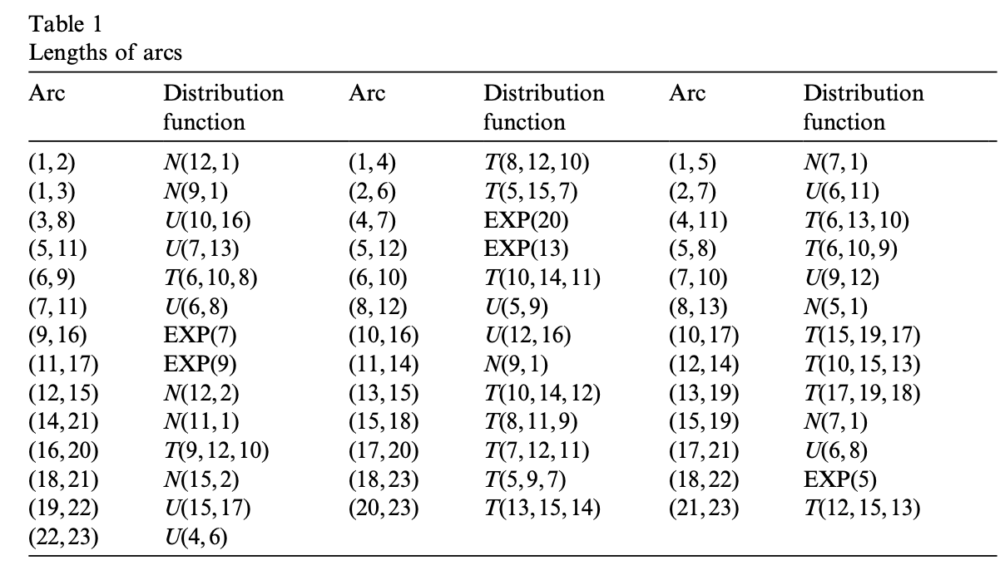 Table 1
Lengths of arcs
Arc Distribution Arc Distribution Arc Distribution
function function function
(1,2) N(12,1) (1,4) T(8,12,10) (1,5) N(7,1)
(1,3) N(9,1) (2,6) T(5,15,7) (2,7) U(6,11)
(3,8) U(10,16) (4,7) EXP(20) (4,11) T(6,13,10)
(5,11) U(7,13) (5,12) EXP(13) (5,8) T(6,10,9)
(6,9) T(6,10,8) (6,10) T(10,14,11) (7,10) U(9,12)
(7,11) U(6,8) (8,12) U(5,9) (8,13) N(5,1)
(9,16) EXP(7) (10,16) U(12,16) (10,17) T(15,19,17)
(11,17) EXP(9) (11,14) N(9,1) (12,14) T(10,15,13)
(12,15) N(12,2) (13,15) T(10,14,12) (13,19) T(17,19,18)
(14,21) N(11,1) (15,18) T(8,11,9) (15,19) N(7,1)
(16,20) T(9,12,10) (17,20) T(7,12,11) (17,21) U(6,8)
(18,21) N(15,2) (18,23) T(5,9,7) (18,22) EXP(5)
(19,22) U(15,17) (20,23) T(13,15,14) (21,23) T(12,15,13)
(22,23) U(4,6)